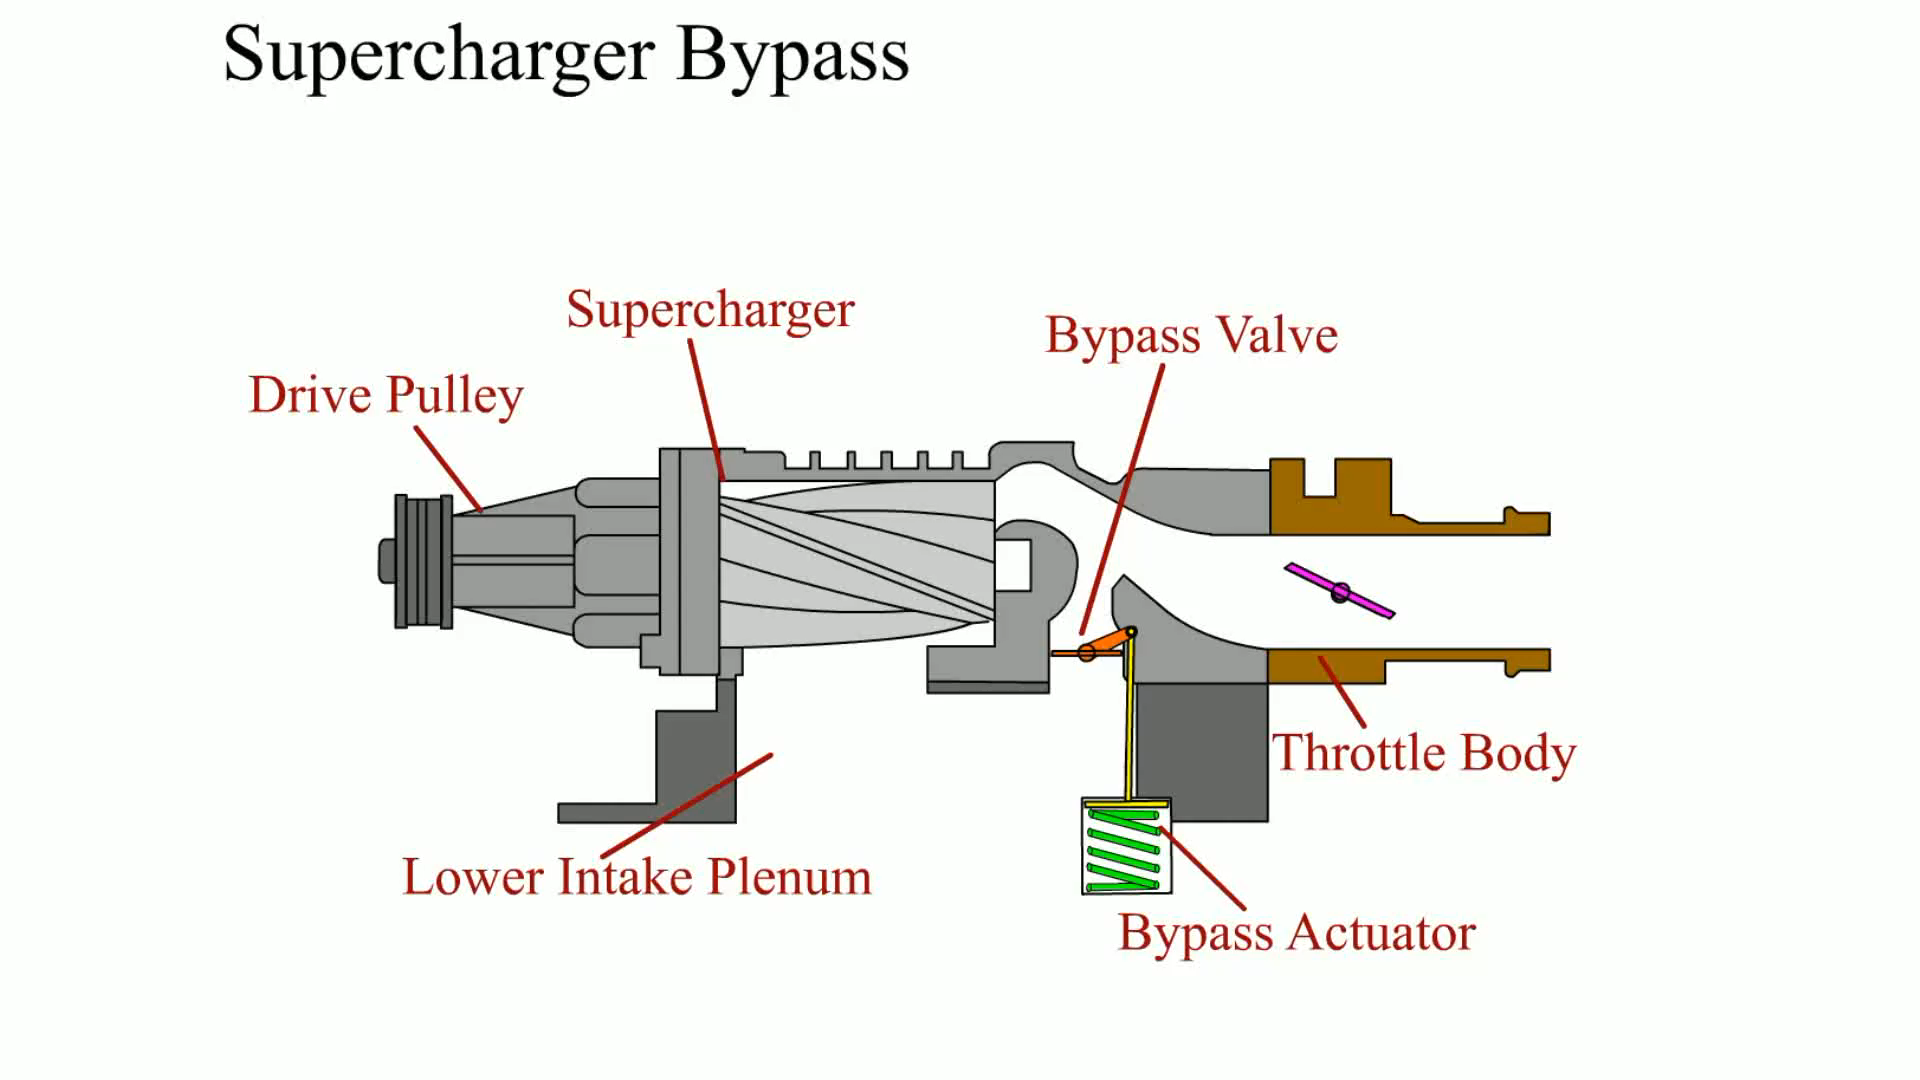 Supercharger Bypass
Supercharger
Bypass Valve
Drive Pulley
Throttle Body
Lower Intake Plenum
Bypass Actuator